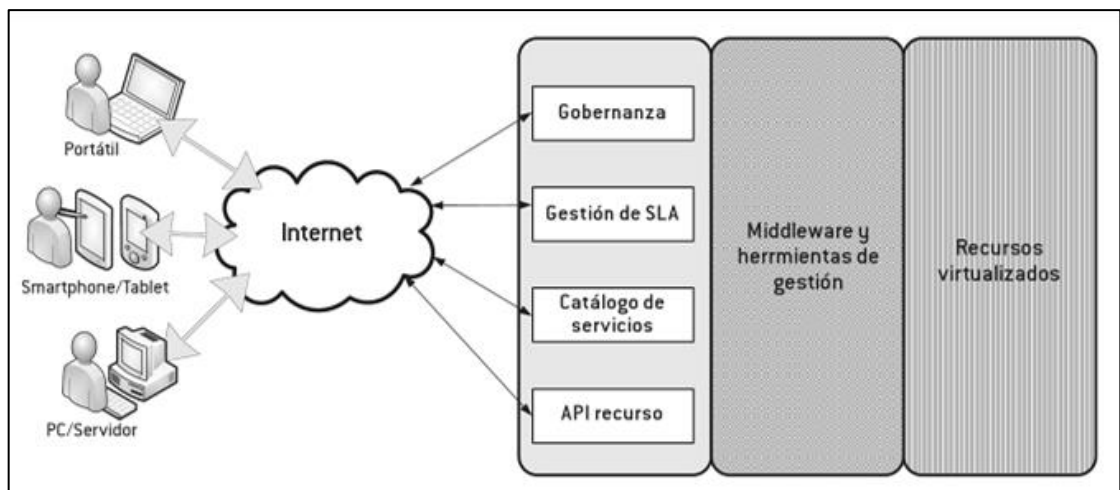 Portátil
Smartphone/Tablet
PC/Servidor
Internet
Gobernanza
Gestión de SLA
Catálogo de
servicios
API recurso
Middleware y
herrmientas de
gestión
Recursos
virtualizados